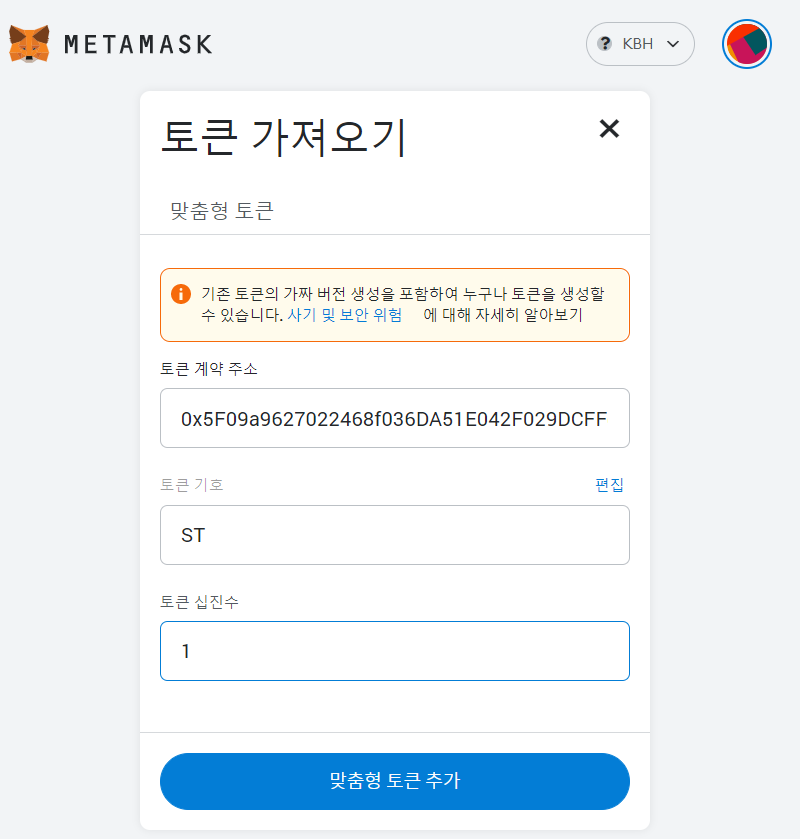 METAMASK
? KBH
토큰 가져오기
맞춤형 토큰
기존 토큰의 가짜 버전 생성을 포함하여 누구나 토큰을 생성할
수 있습니다. 사기 및 보안 위험 에 대해 자세히 알아보기
토큰 계약 주소
0x5F09a9627022468f036DA51E042F029DCFF
토큰 기호 편집
ST
토큰 십진수
1
맞춤형 토큰 추가